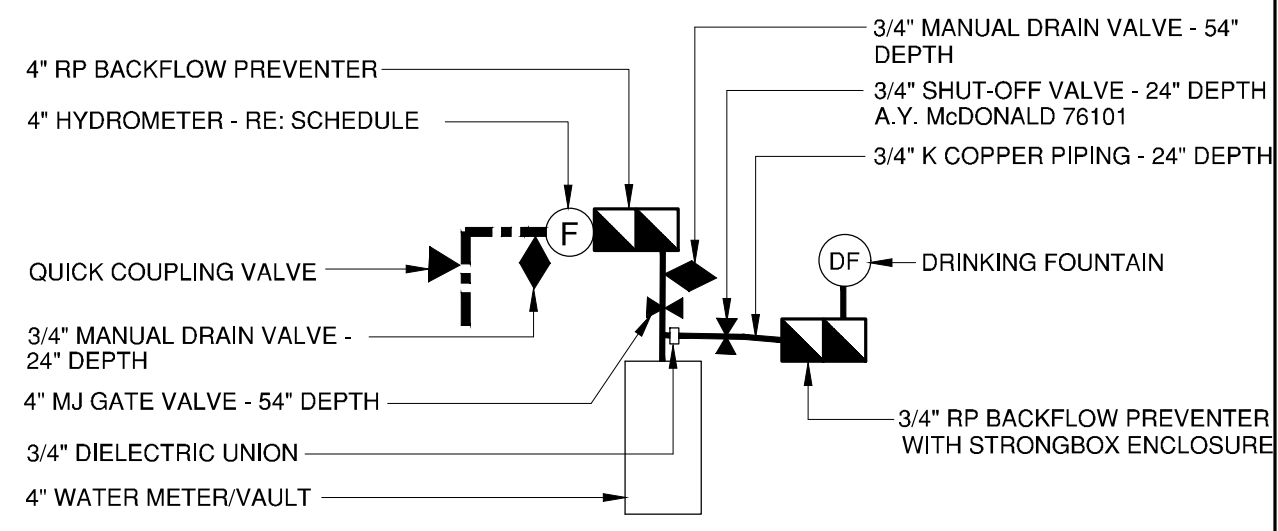 4" RP BACKFLOW PREVENTER
4" HYDROMETER - RE: SCHEDULE
QUICK COUPLING VALVE
3/4" MANUAL DRAIN VALVE -
24" DEPTH
4" MJ GATE VALVE - 54" DEPTH
3/4" DIELECTRIC UNION
4" WATER METER/VAULT
F
DF
3/4" MANUAL DRAIN VALVE - 54"
DEPTH
3/4" SHUT-OFF VALVE - 24" DEPTH
A.Y. McDONALD 76101
3/4" K COPPER PIPING - 24" DEPTH
DRINKING FOUNTAIN
3/4" RP BACKFLOW PREVENTER
WITH STRONGBOX ENCLOSURE